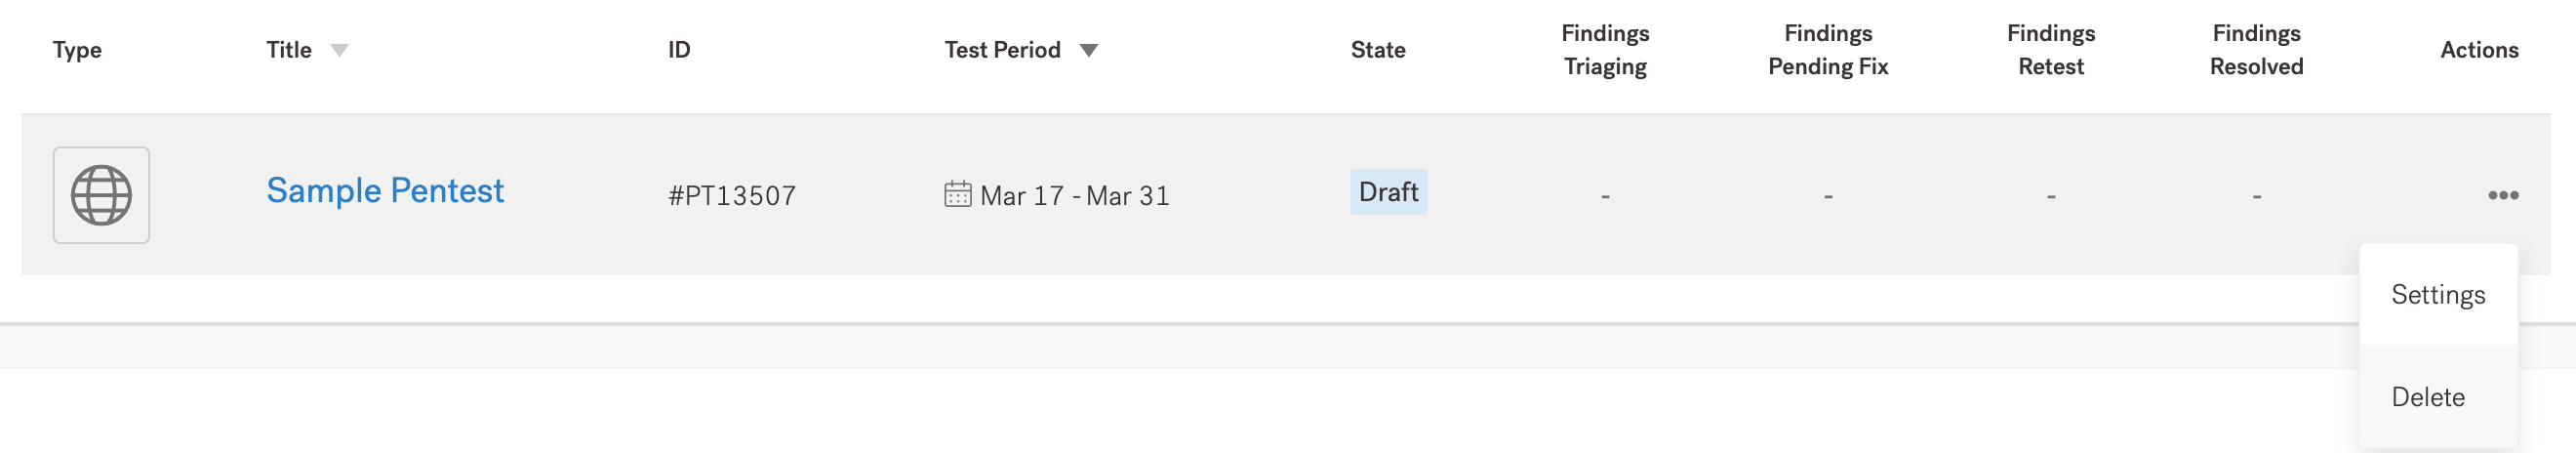 Type
Title
ID
Test Period
State
Findings
Triaging
Findings
Pending Fix
Findings
Retest
Findings
Resolved
Actions
Sample Pentest
#PT13507
Mar 17 - Mar 31
Draft
-
-
-
-
Settings
Delete